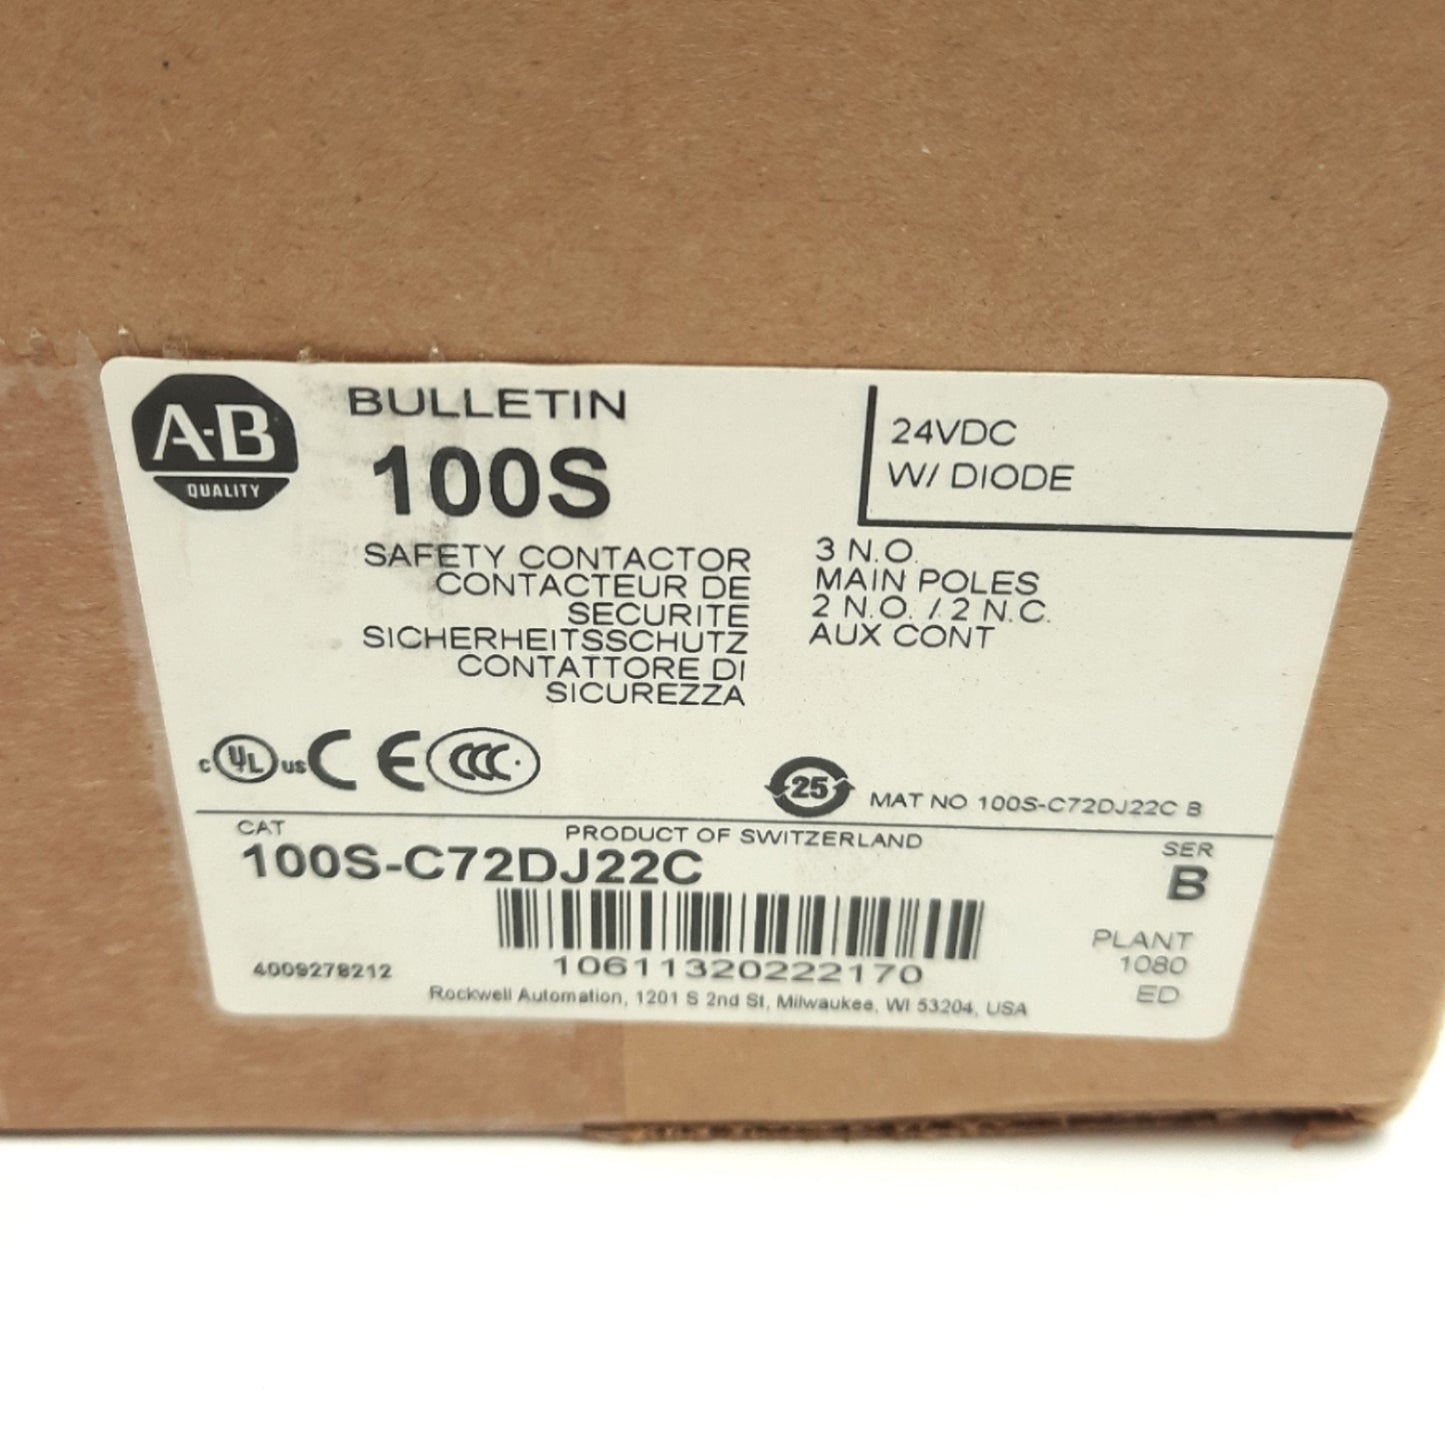 A-B
QUALITY
BULLETIN
100S
24VDC
W/ DIODE
SAFETY CONTACTOR
CONTACTEUR DE
SECURITE
SICHERHEITSSCHUTZ
CONTATTORE DI
SICUREZZA
3 N.O.
MAIN POLES
2 N.O. / 2 N.C.
AUX CONT
c UL us CE CCC
25
MAT NO 100S-C72DJ22C B
CAT
PRODUCT OF SWITZERLAND
SER
100S-C72DJ22C
B
PLANT
1080
ED
4009278212
10611320222170
Rockwell Automation, 1201 S 2nd St, Milwaukee, WI 53204, USA